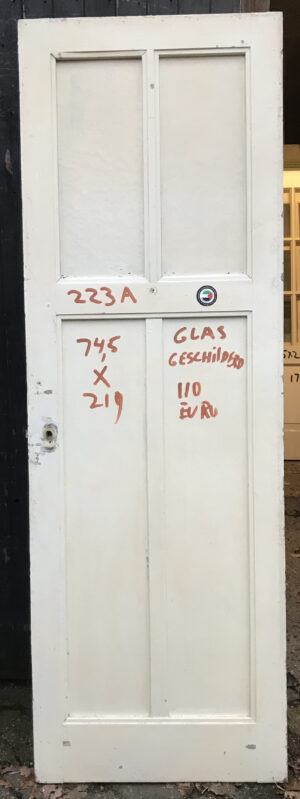 223A
74,5
X
219
GLAS
GESCHILDERD
110
EURO